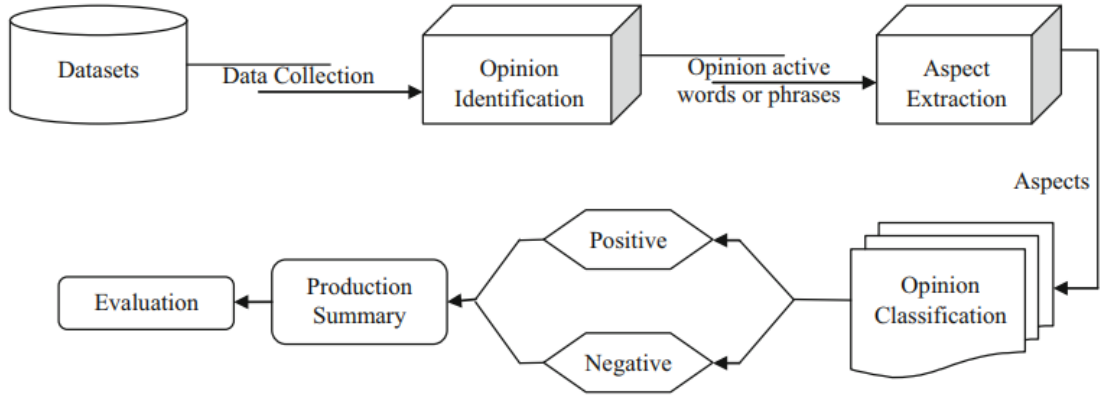 Datasets
Data Collection
Opinion
Identification
Opinion active
words or phrases
Aspect
Extraction
Aspects
Opinion
Classification
Positive
Negative
Production
Summary
Evaluation